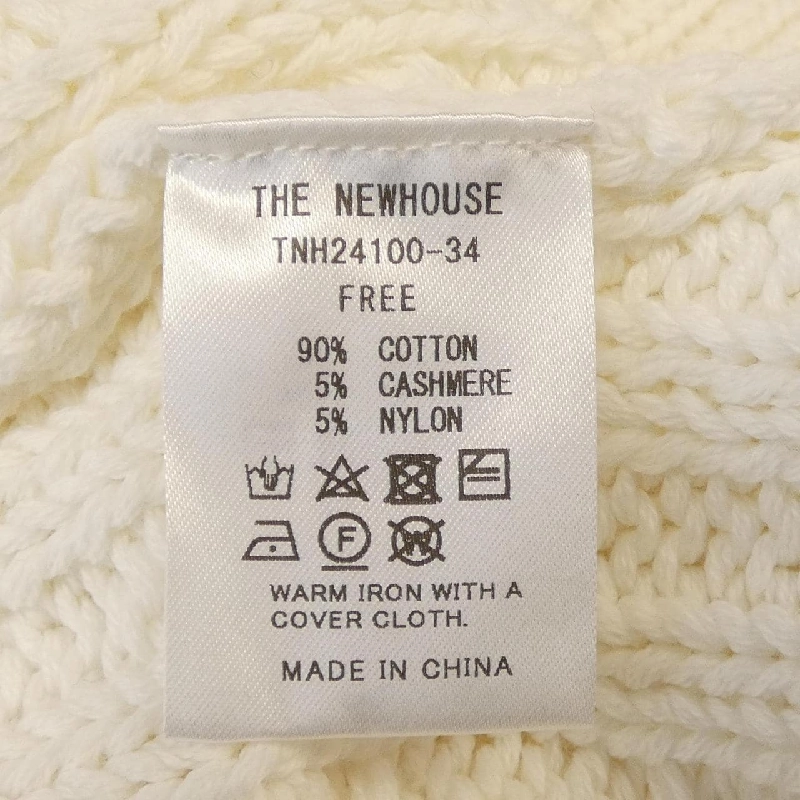 THE NEWHOUSE
TNH24100-34
FREE
90% COTTON
5% CASHMERE
5% NYLON
F W
WARM IRON WITH A
COVER CLOTH.
MADE IN CHINA